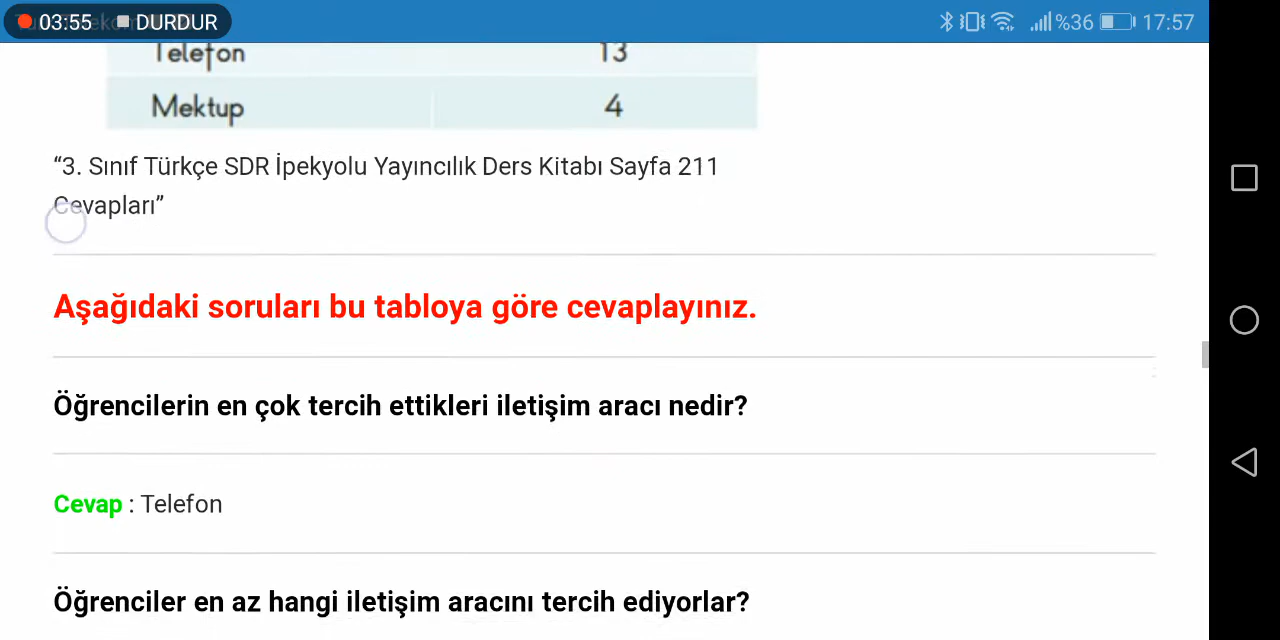 03:55 DURDUR %36 17:57
Telefon 13
Mektup 4
“3. Sınıf Türkçe SDR İpekyolu Yayıncılık Ders Kitabı Sayfa 211
Cevapları”
Aşağıdaki soruları bu tabloya göre cevaplayınız.
Öğrencilerin en çok tercih ettikleri iletişim aracı nedir?
Cevap : Telefon
Öğrenciler en az hangi iletişim aracını tercih ediyorlar?